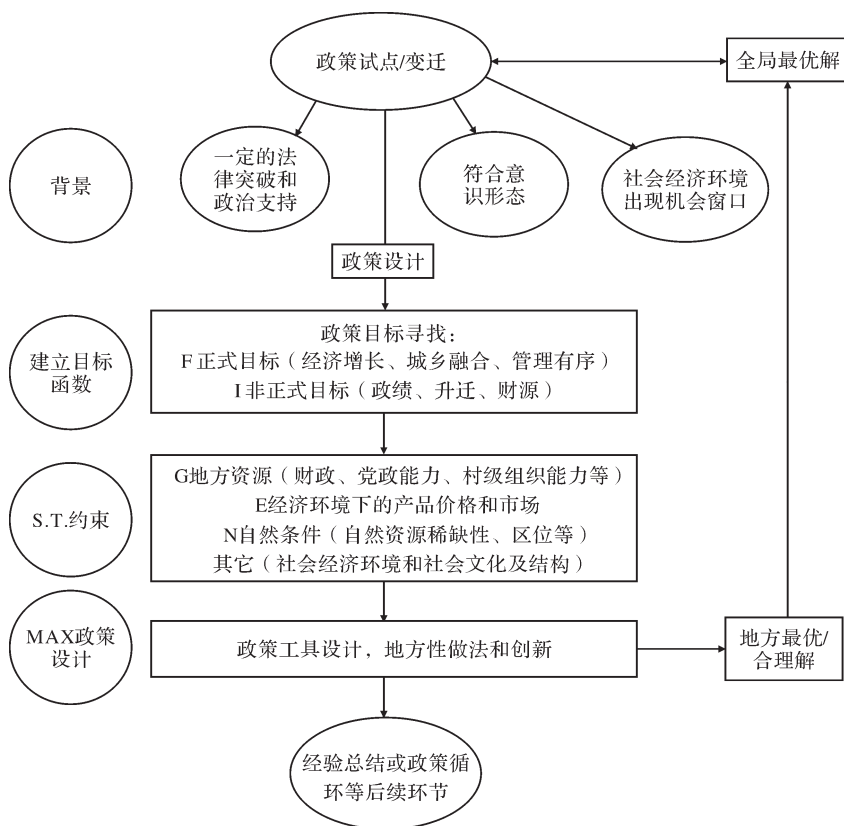 政策试点/变迁
全局最优解
背景
一定的法
律突破和
政治支持
符合意
识形态
社会经济环境
出现机会窗口
政策设计
建立目标
函数
政策目标寻找：
F正式目标（经济增长、城乡融合、管理有序）
I非正式目标（政绩、升迁、财源）
S.T.约束
G地方资源（财政、党政能力、村级组织能力等）
E经济环境下的产品价格和市场
N自然条件（自然资源稀缺性、区位等）
其它（社会经济环境和社会文化及结构）
MAX政策
设计
政策工具设计，地方性做法和创新
地方最优/
合理解
经验总结或政策循
环等后续环节